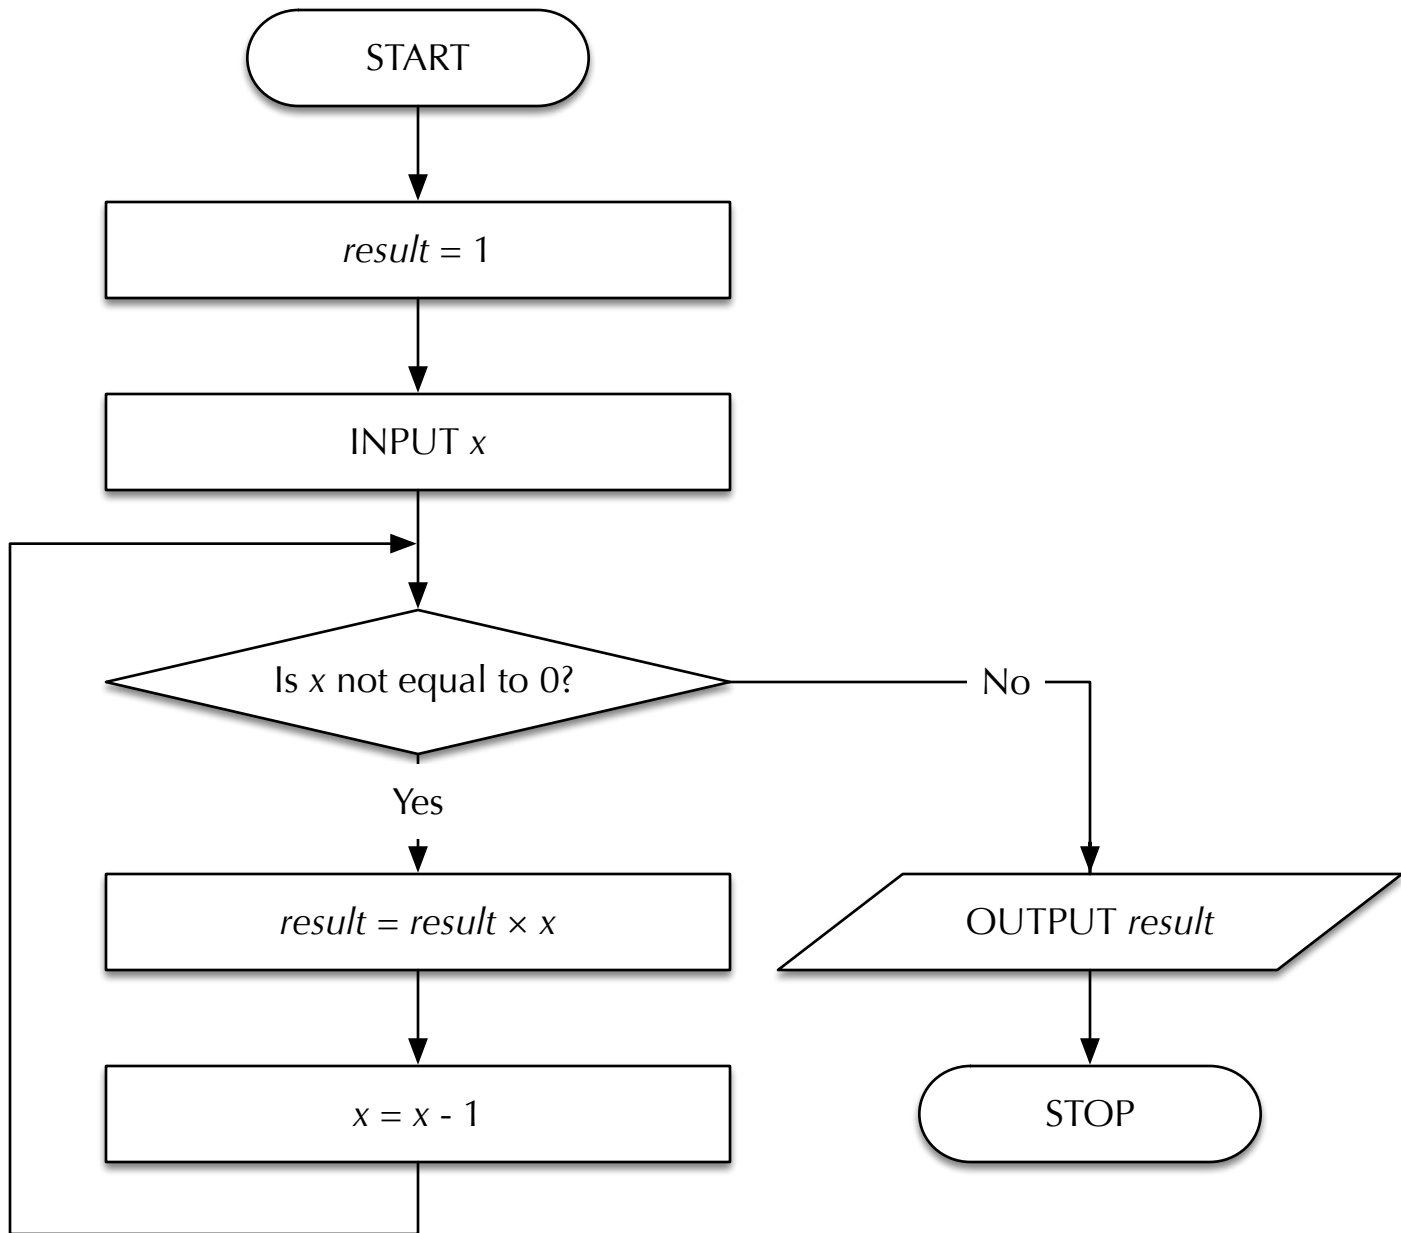 START
result = 1
INPUT x
Is x not equal to 0?
No
Yes
result = result × x
OUTPUT result
x = x - 1
STOP